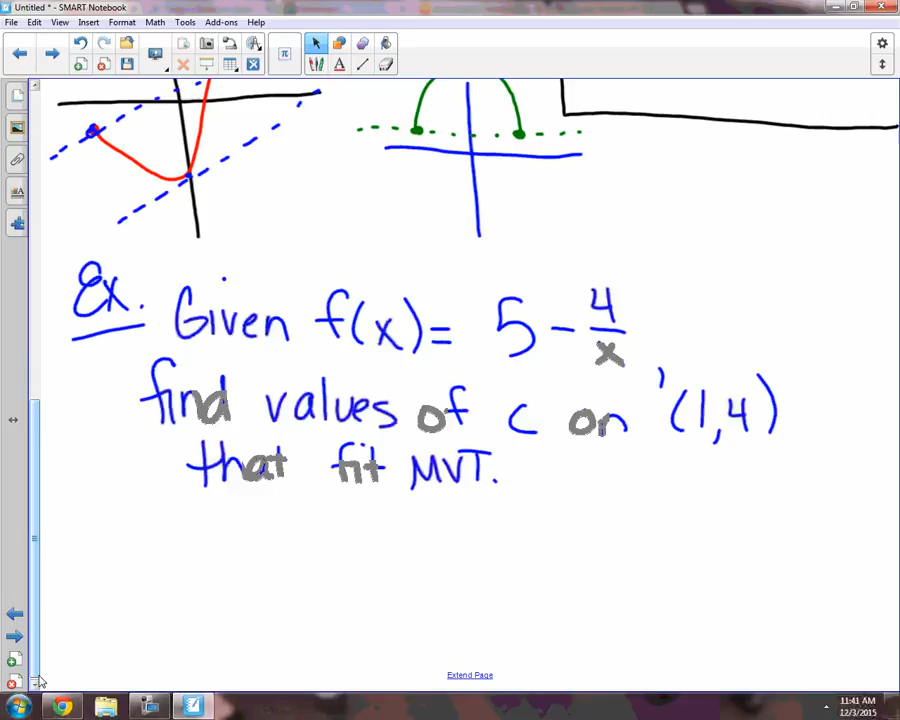 Untitled * - SMART Notebook
File Edit View Insert Format Math Tools Add-ons Help
π
A
Ex. Given f(x) = 5 - 4/x
find values of c on '(1,4)
that fit MVT.
Extend Page
11:41 AM
12/3/2015